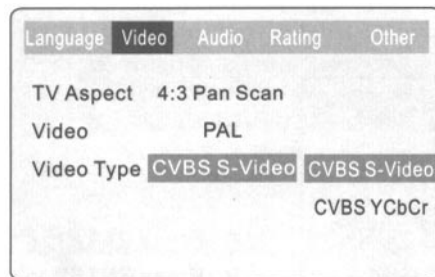 Language Video Audio Rating Other
TV Aspect 4:3 Pan Scan
Video PAL
Video Type CVBS S-Video CVBS S-Video
CVBS YCbCr